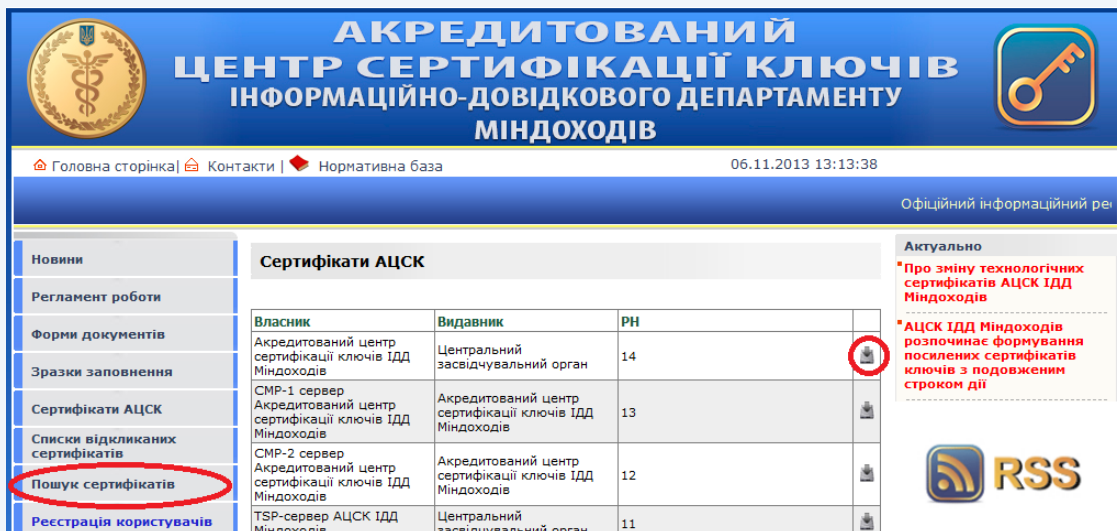 АКРЕДИТОВАНИЙ
ЦЕНТР СЕРТИФІКАЦІЇ КЛЮЧІВ
ІНФОРМАЦІЙНО-ДОВІДКОВОГО ДЕПАРТАМЕНТУ
МІНДОХОДІВ
Головна сторінка| Контакти | Нормативна база
06.11.2013 13:13:38
Офіційний інформаційний ре
Новини
Регламент роботи
Форми документів
Зразки заповнення
Сертифікати АЦСК
Списки відкликаних
сертифікатів
Пошук сертифікатів
Реєстрація користувачів
Сертифікати АЦСК
Власник Видавник РН
Акредитований центр
сертифікації ключів ІДД
Міндоходів
Центральний
засвідчувальний орган
14
CMP-1 сервер
Акредитований центр
сертифікації ключів ІДД
Міндоходів
Акредитований центр
сертифікації ключів ІДД
Міндоходів
13
CMP-2 сервер
Акредитований центр
сертифікації ключів ІДД
Міндоходів
Акредитований центр
сертифікації ключів ІДД
Міндоходів
12
TSP-сервер АЦСК ІДД
Міндоходів
Центральний
засвідчувальний орган
11
Актуально
Про зміну технологічних
сертифікатів АЦСК ІДД
Міндоходів
АЦСК ІДД Міндоходів
розпочинає формування
посилених сертифікатів
ключів з подовженим
строком дії
RSS